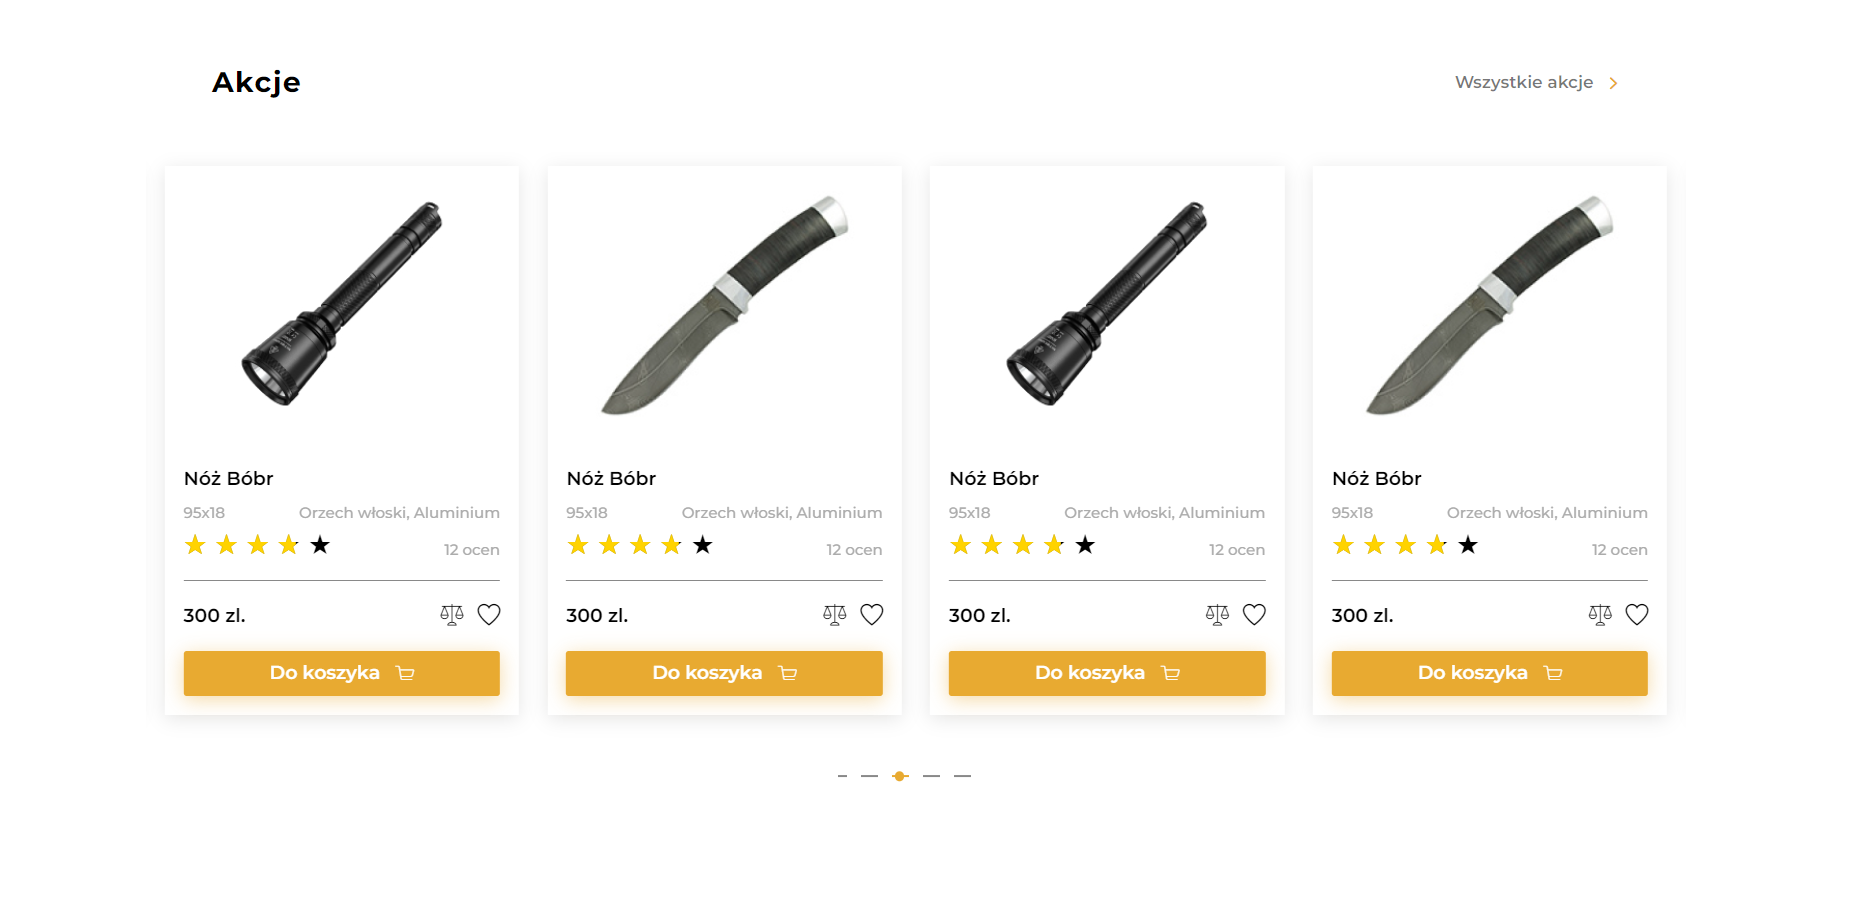 Akcje
Wszystkie akcje
Nóż Bóbr
95x18 Orzech włoski, Aluminium
12 ocen
300 zl.
Do koszyka
Nóż Bóbr
95x18 Orzech włoski, Aluminium
12 ocen
300 zl.
Do koszyka
Nóż Bóbr
95x18 Orzech włoski, Aluminium
12 ocen
300 zl.
Do koszyka
Nóż Bóbr
95x18 Orzech włoski, Aluminium
12 ocen
300 zl.
Do koszyka